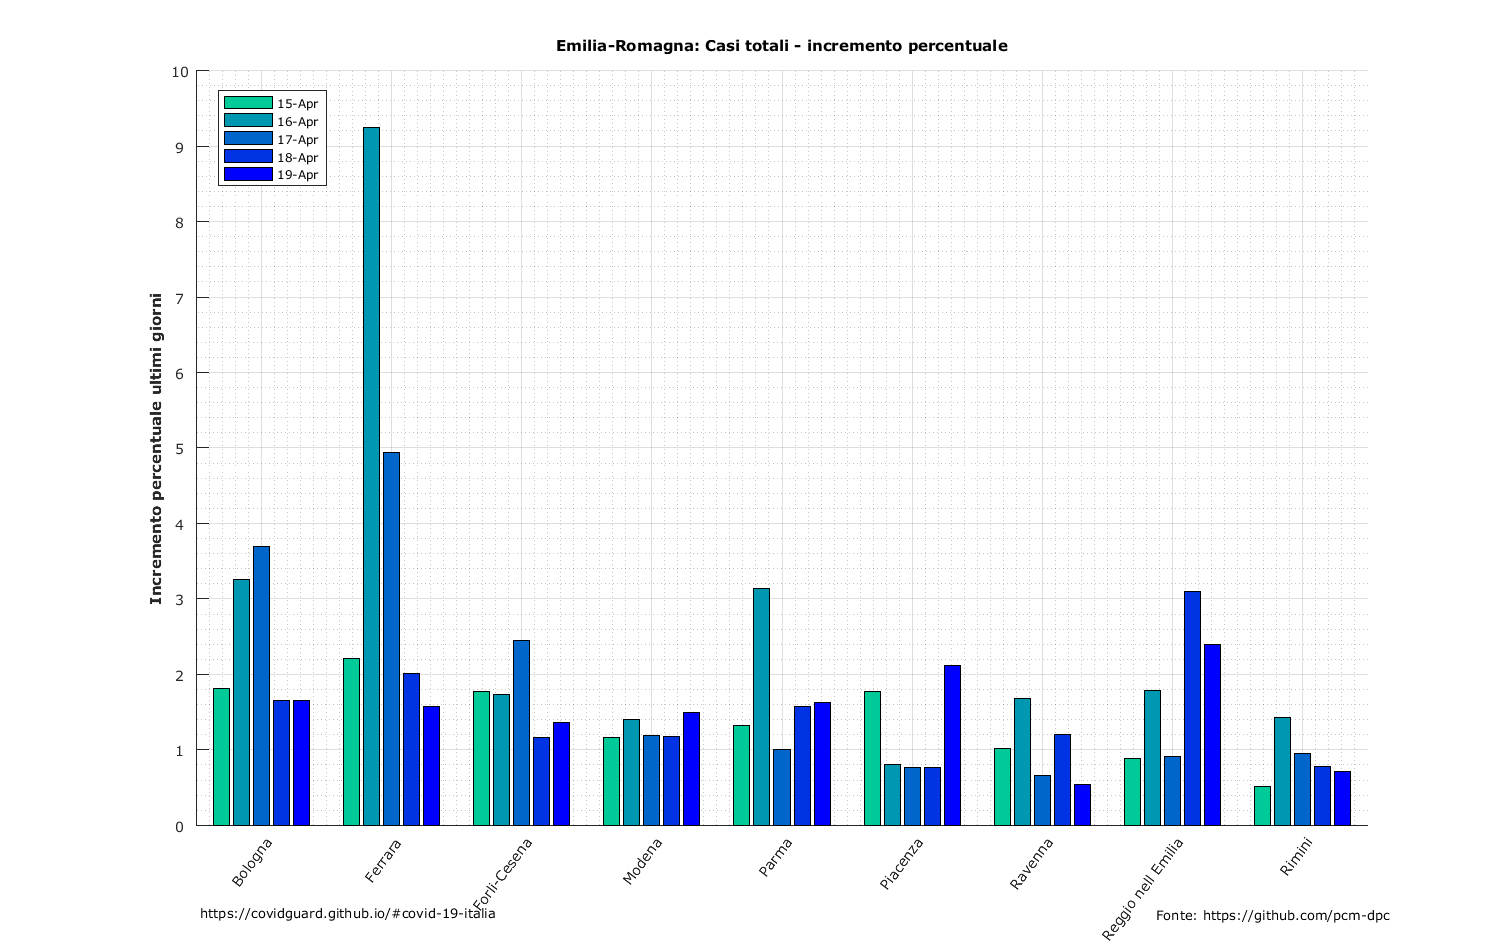 Emilia-Romagna: Casi totali - incremento percentuale
10
9
8
7
6
5
4
3
2
1
0
Incremento percentuale ultimi giorni
15-Apr
16-Apr
17-Apr
18-Apr
19-Apr
Bologna
Ferrara
Forlì-Cesena
Modena
Parma
Piacenza
Ravenna
Reggio nell Emilia
Rimini
https://covidguard.github.io/#covid-19-italia
Fonte: https://github.com/pcm-dpc